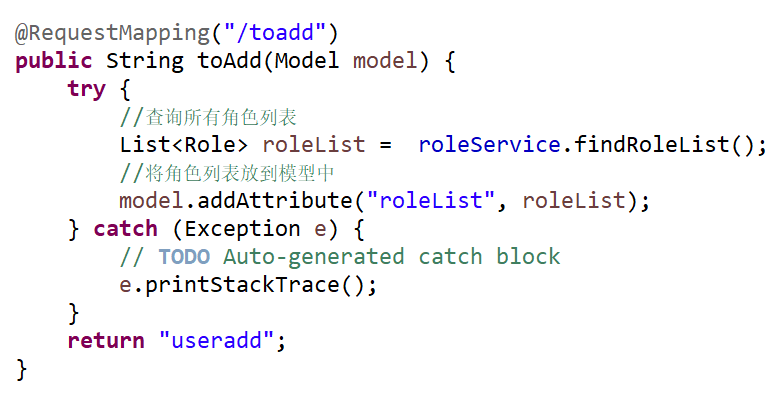 @RequestMapping("/toadd")
public String toAdd(Model model) {
try {
//查询所有角色列表
List<Role> roleList =  roleService.findRoleList();
//将角色列表放到模型中
model.addAttribute("roleList", roleList);
} catch (Exception e) {
// TODO Auto-generated catch block
e.printStackTrace();
}
return "useradd";
}